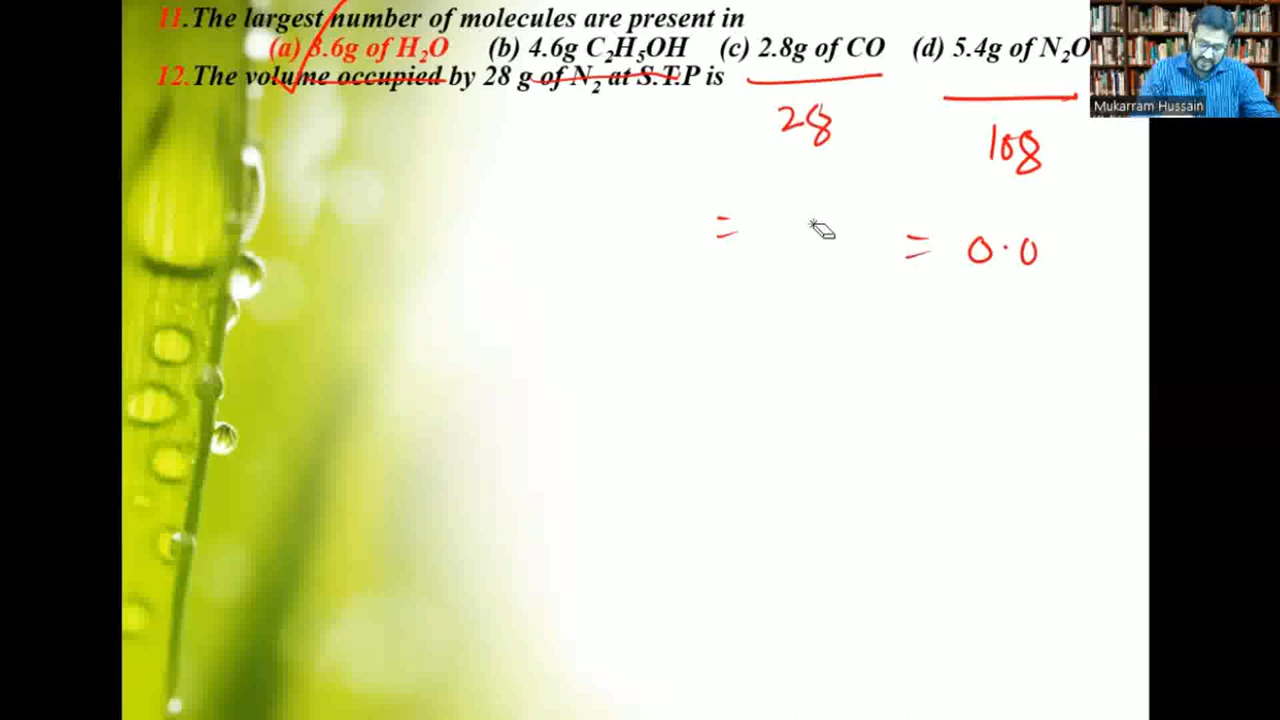 11. The largest number of molecules are present in
(a) 3.6g of H₂O (b) 4.6g C₂H₅OH (c) 2.8g of CO (d) 5.4g of N₂O
12. The volume occupied by 28 g of N₂ at S.T.P is
Mukarram Hussain
28
108
=
= 0.0